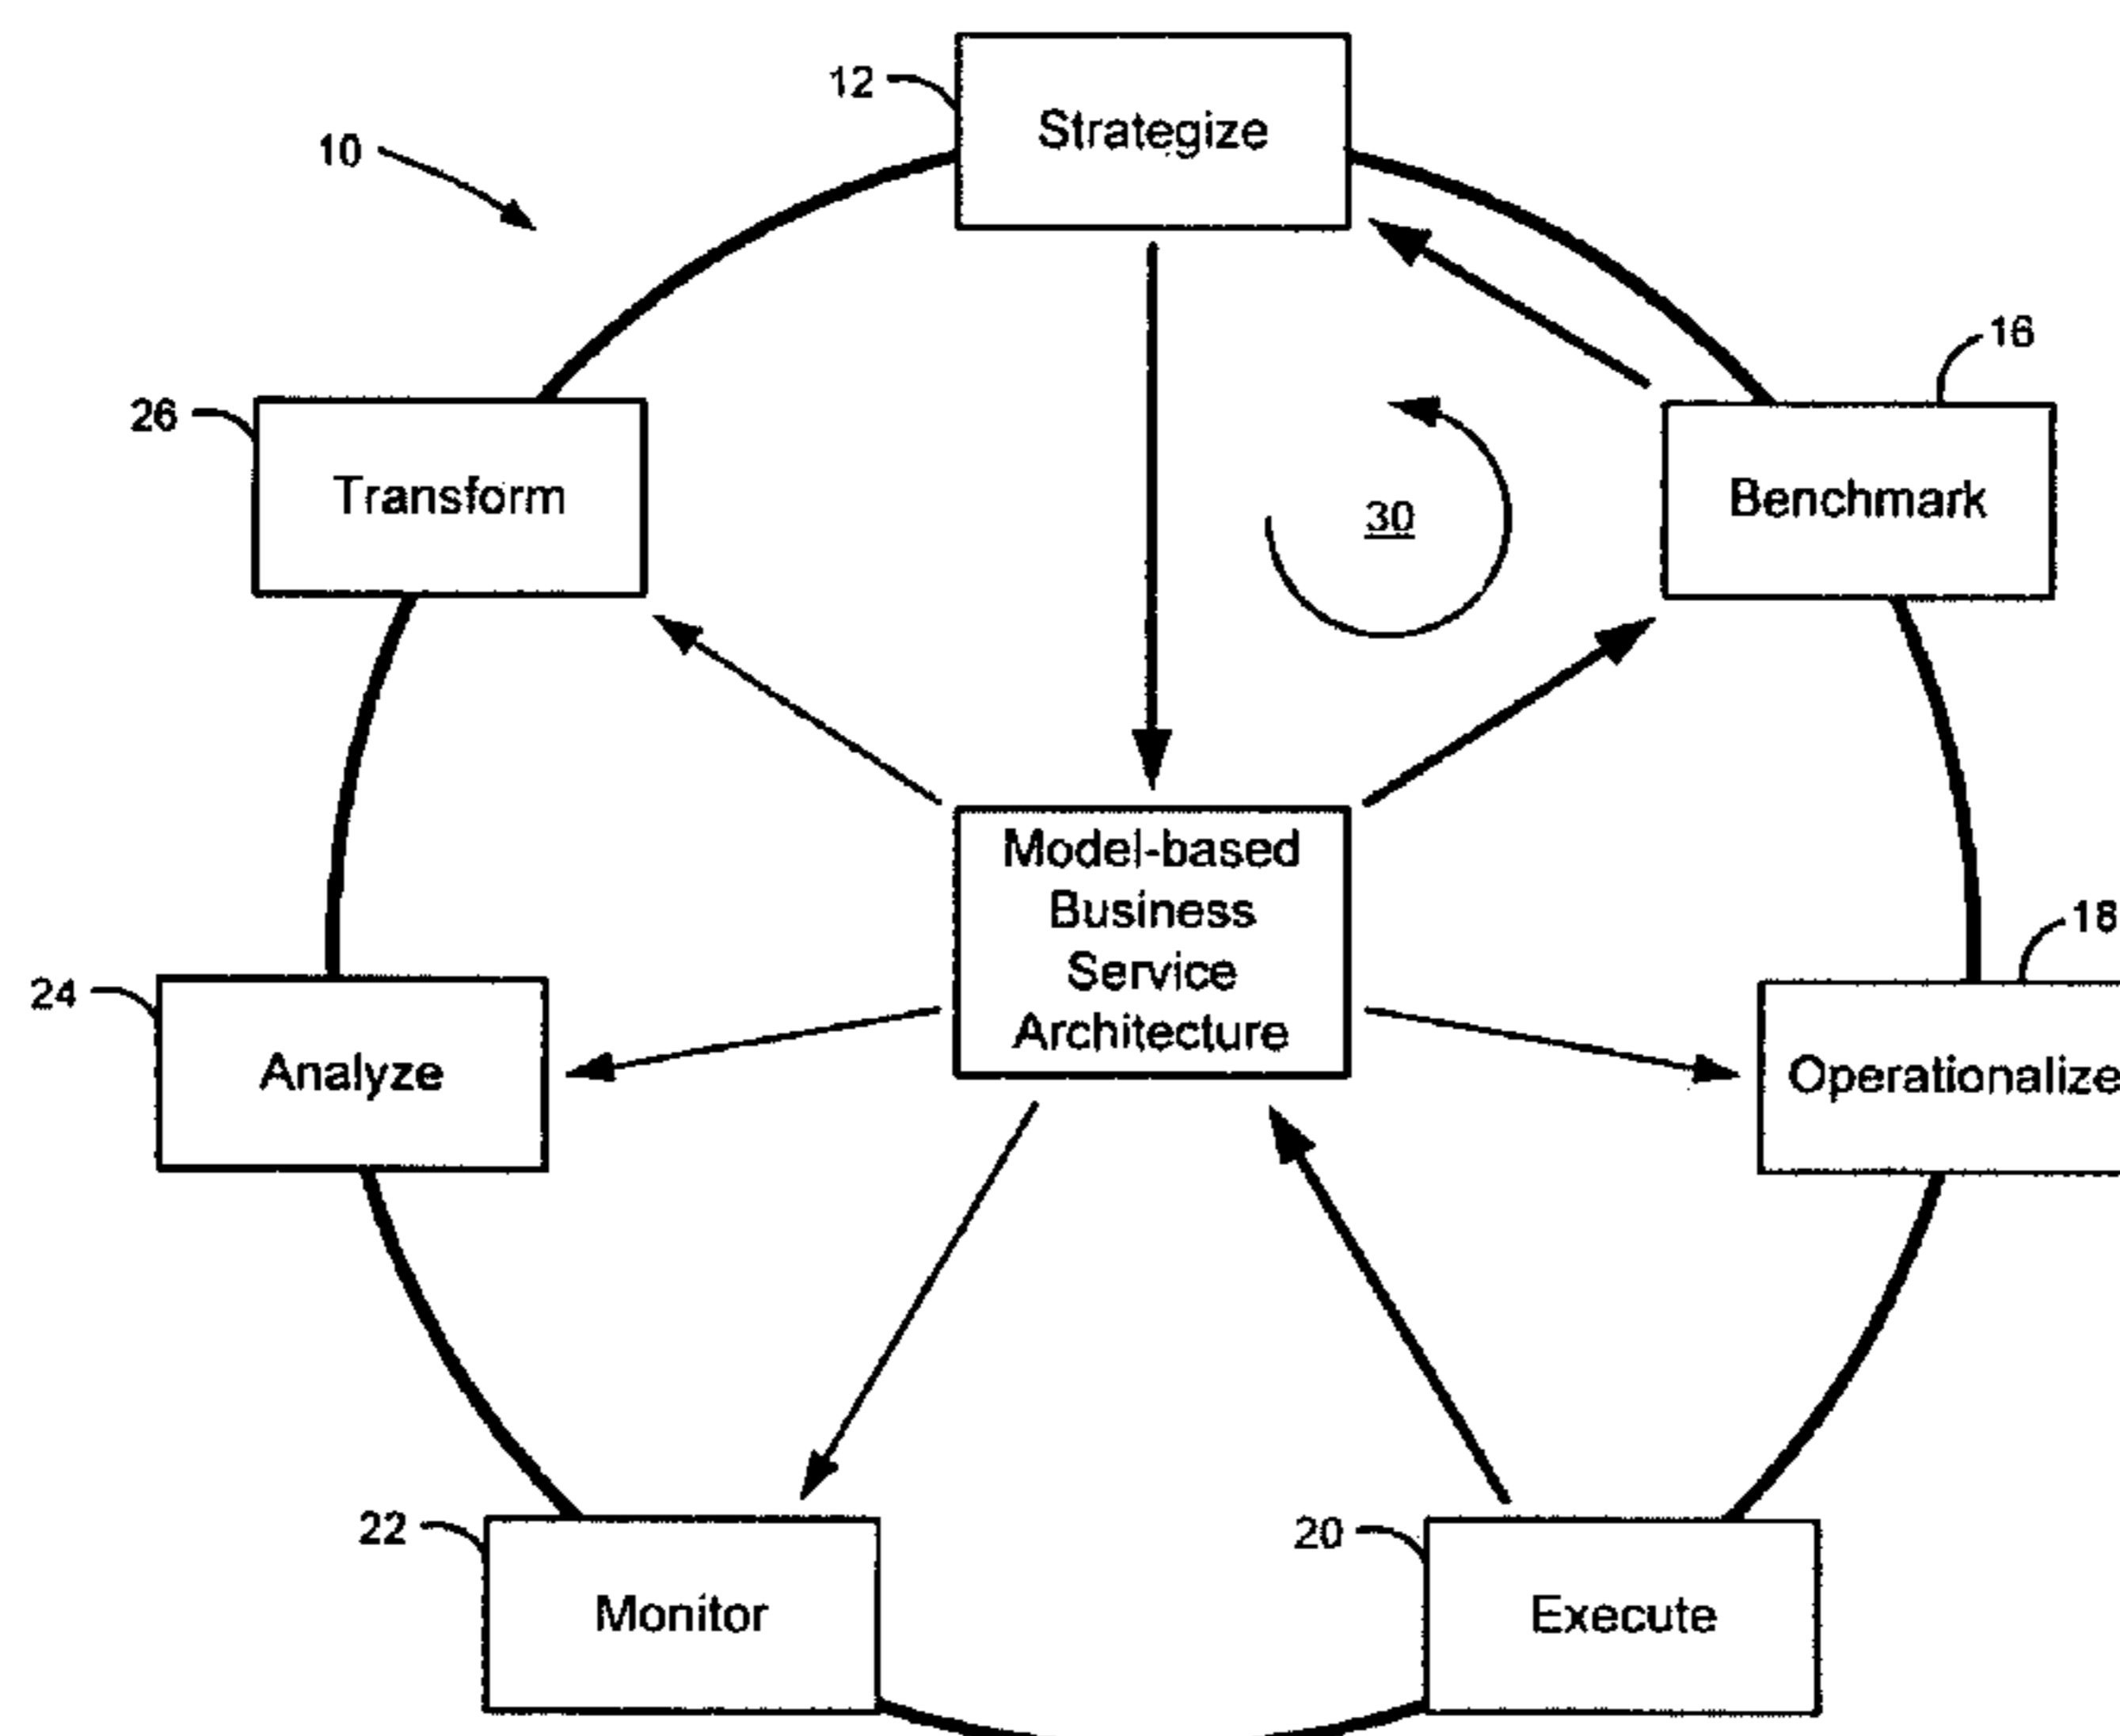 12
Strategize
10
16
26
Transform
30
Benchmark
Model-based
Business
Service
Architecture
18
24
Analyze
Operationalize
22
20
Monitor
Execute